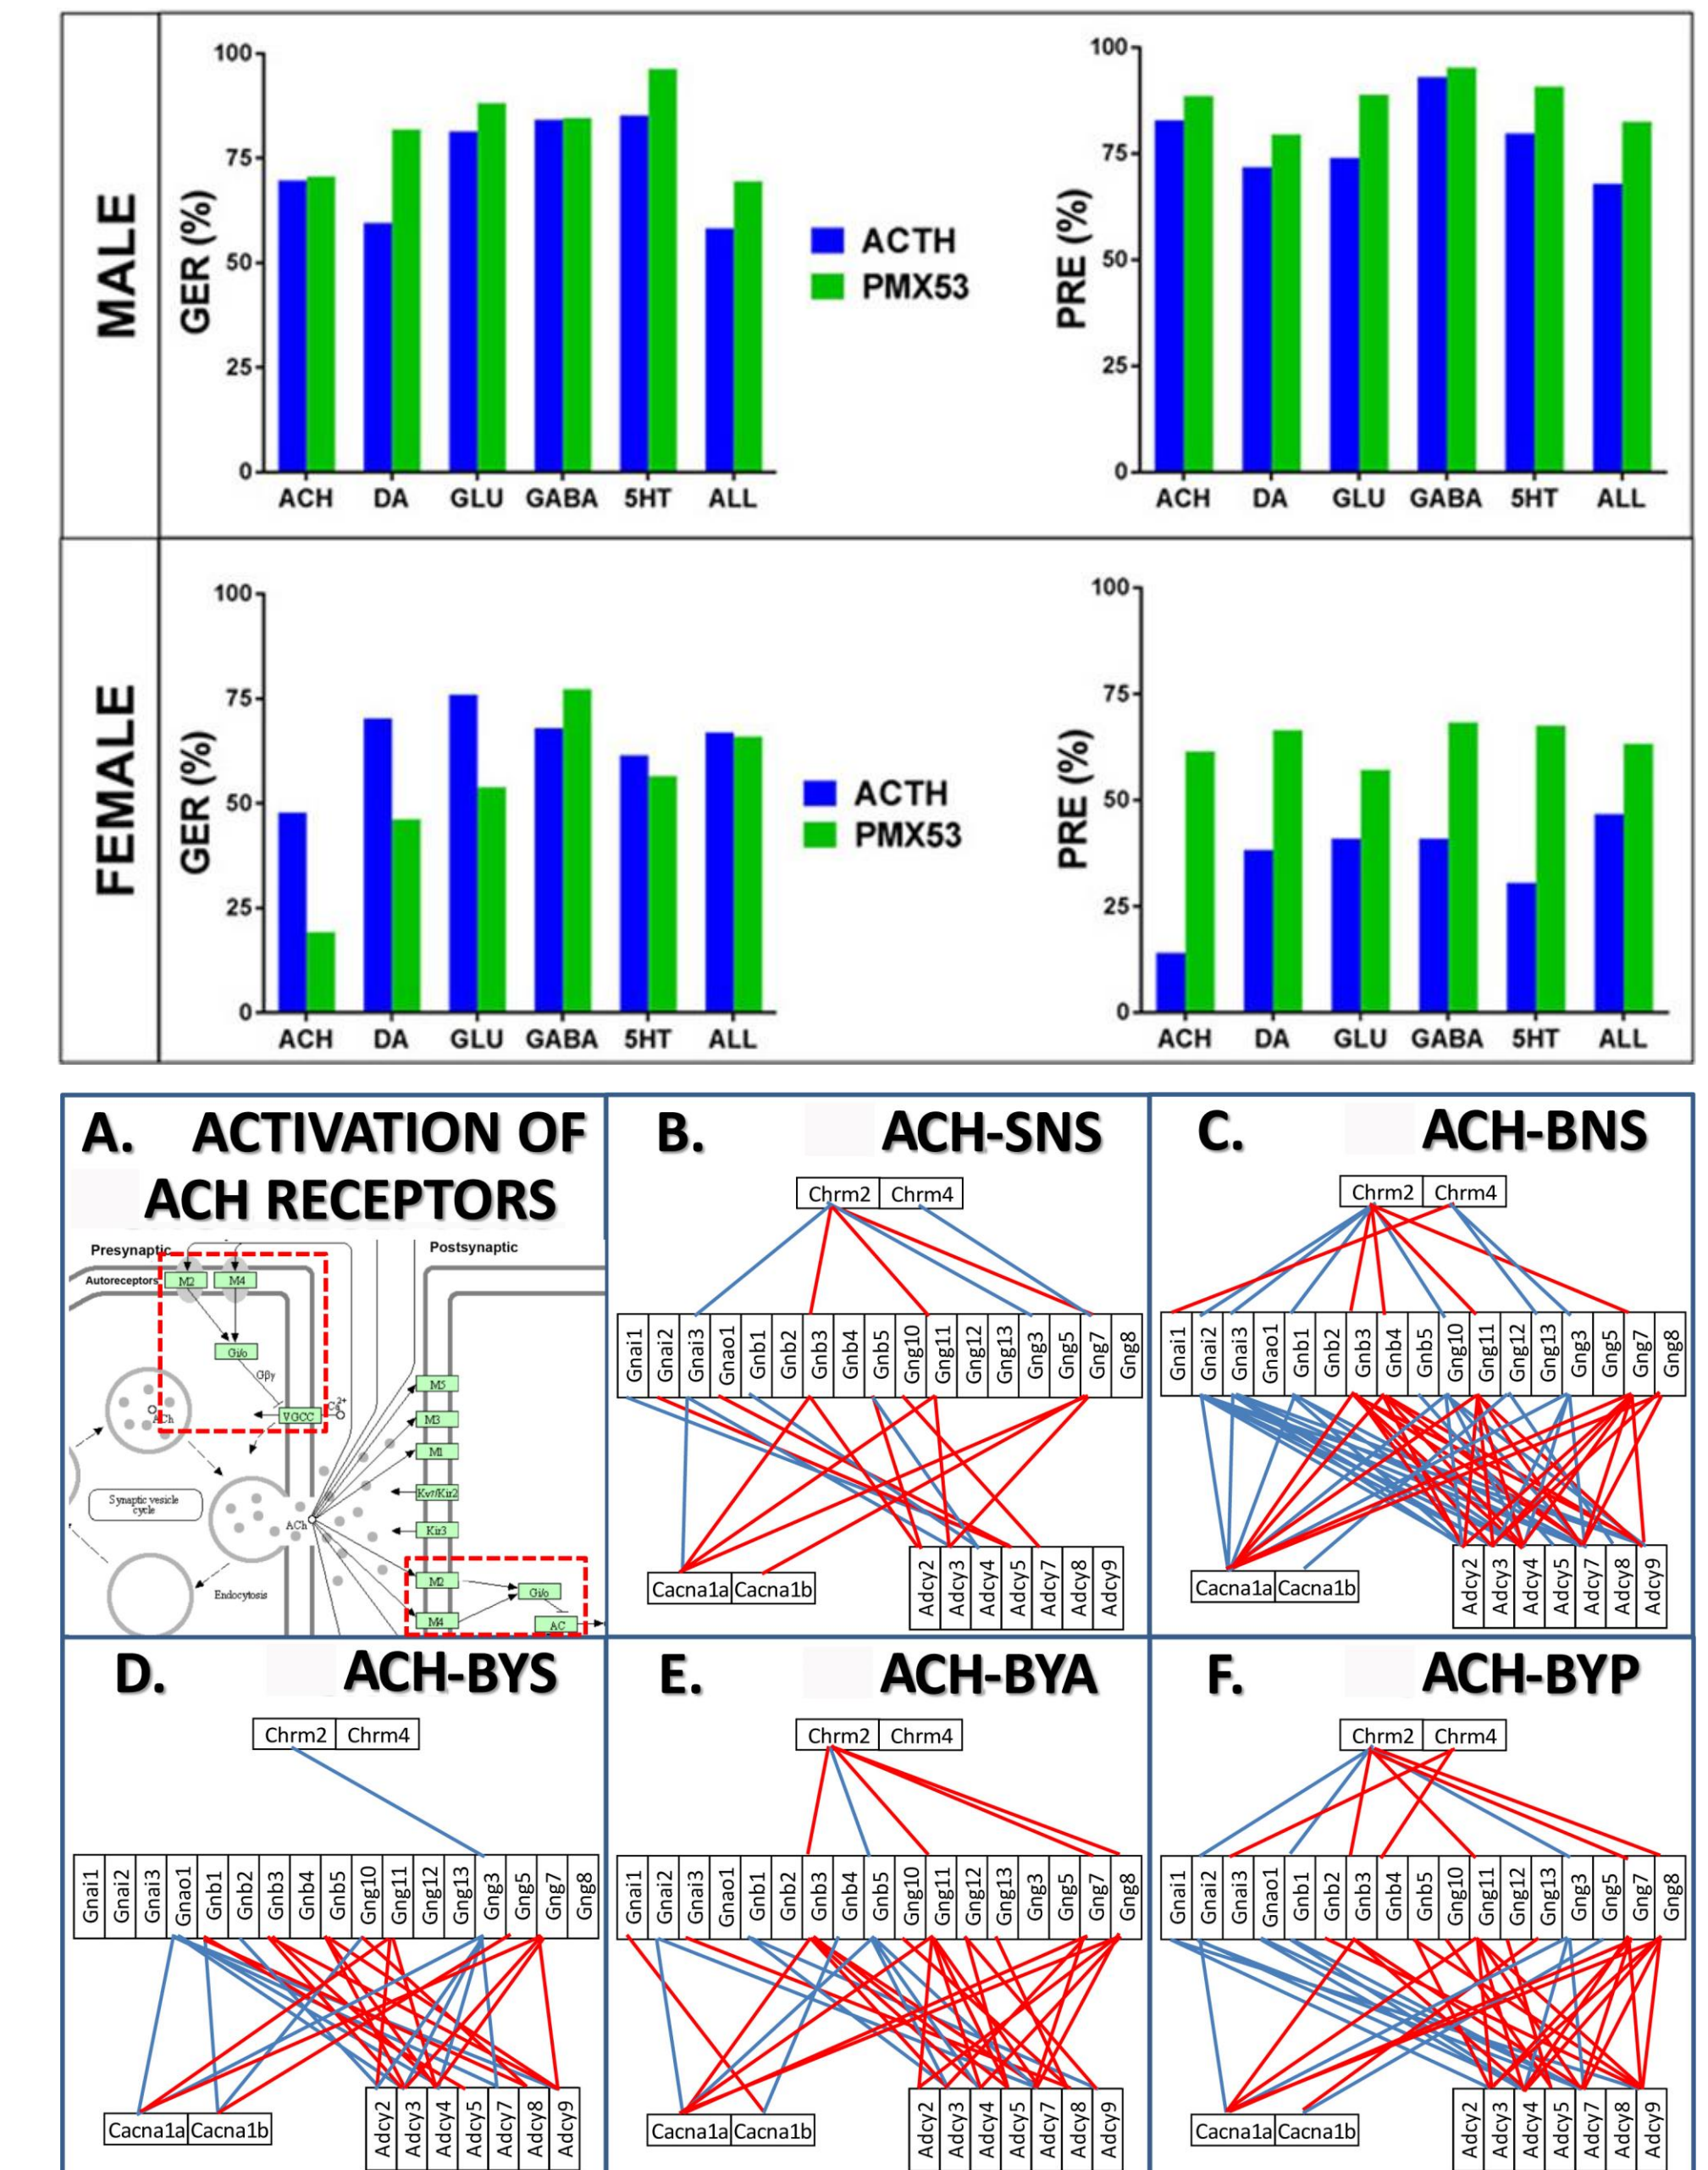 MALE
GER (%)
100
75
50
25
0
ACH DA GLU GABA 5HT ALL
ACTH
PMX53
PRE (%)
100
75
50
25
0
ACH DA GLU GABA 5HT ALL
FEMALE
GER (%)
100
75
50
25
0
ACH DA GLU GABA 5HT ALL
ACTH
PMX53
PRE (%)
100
75
50
25
0
ACH DA GLU GABA 5HT ALL
A. ACTIVATION OF
ACH RECEPTORS
Presynaptic
Postsynaptic
Autoreceptors
M2 M4
Gi/o
Gβγ
VGCC
Ca2+
ACh
M5
M3
M1
Kv7/Kir2
Kir3
Synaptic vesicle
cycle
ACh
Endocytosis
M2
Gi/o
M4
AC
B. ACH-SNS
Chrm2 Chrm4
Gnai1 Gnai2 Gnai3 Gnao1 Gnb1 Gnb2 Gnb3 Gnb4 Gnb5 Gng10 Gng11 Gng12 Gng13 Gng3 Gng5 Gng7 Gng8
Cacna1a Cacna1b
Adcy2 Adcy3 Adcy4 Adcy5 Adcy7 Adcy8 Adcy9
C. ACH-BNS
Chrm2 Chrm4
Gnai1 Gnai2 Gnai3 Gnao1 Gnb1 Gnb2 Gnb3 Gnb4 Gnb5 Gng10 Gng11 Gng12 Gng13 Gng3 Gng5 Gng7 Gng8
Cacna1a Cacna1b
Adcy2 Adcy3 Adcy4 Adcy5 Adcy7 Adcy8 Adcy9
D. ACH-BYS
Chrm2 Chrm4
Gnai1 Gnai2 Gnai3 Gnao1 Gnb1 Gnb2 Gnb3 Gnb4 Gnb5 Gng10 Gng11 Gng12 Gng13 Gng3 Gng5 Gng7 Gng8
Cacna1a Cacna1b
Adcy2 Adcy3 Adcy4 Adcy5 Adcy7 Adcy8 Adcy9
E. ACH-BYA
Chrm2 Chrm4
Gnai1 Gnai2 Gnai3 Gnao1 Gnb1 Gnb2 Gnb3 Gnb4 Gnb5 Gng10 Gng11 Gng12 Gng13 Gng3 Gng5 Gng7 Gng8
Cacna1a Cacna1b
Adcy2 Adcy3 Adcy4 Adcy5 Adcy7 Adcy8 Adcy9
F. ACH-BYP
Chrm2 Chrm4
Gnai1 Gnai2 Gnai3 Gnao1 Gnb1 Gnb2 Gnb3 Gnb4 Gnb5 Gng10 Gng11 Gng12 Gng13 Gng3 Gng5 Gng7 Gng8
Cacna1a Cacna1b
Adcy2 Adcy3 Adcy4 Adcy5 Adcy7 Adcy8 Adcy9